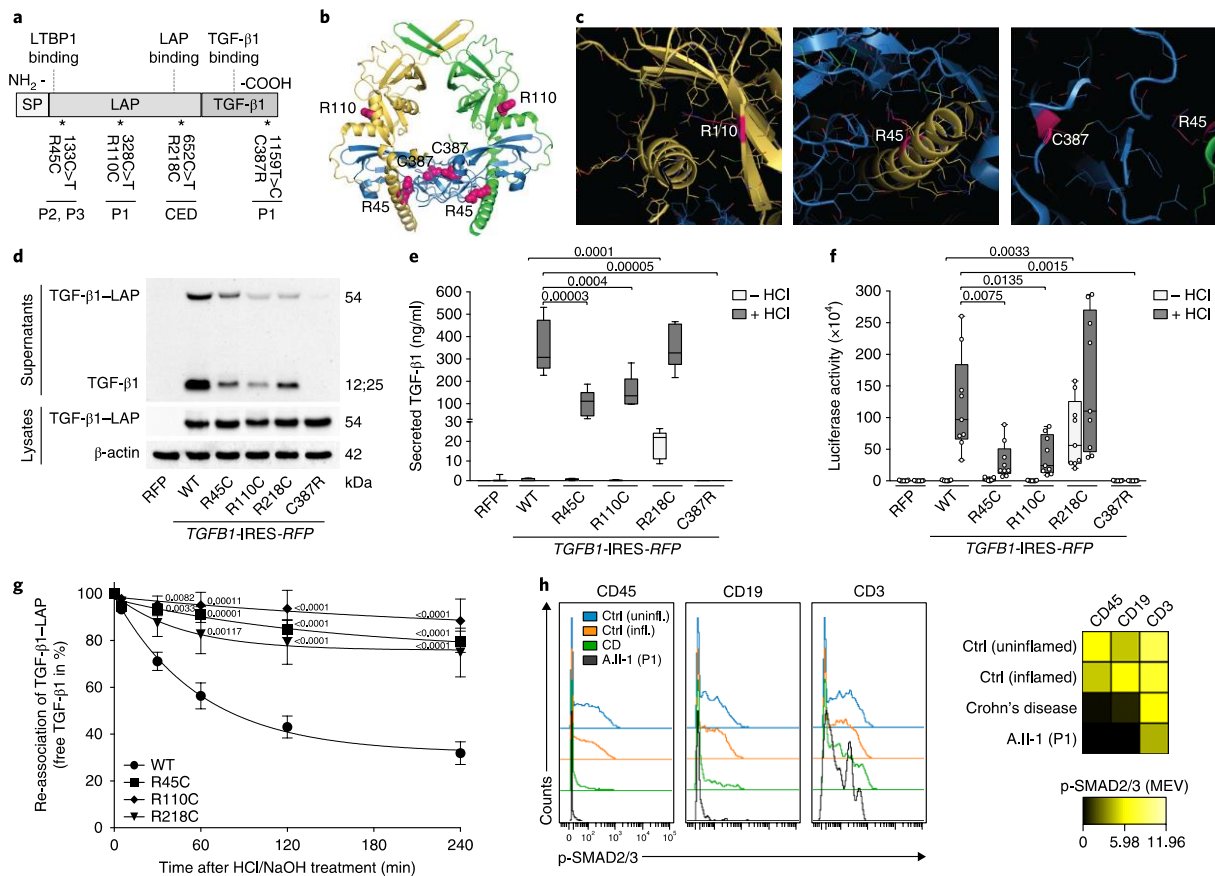 a
LTBP1 binding
LAP binding
TGF-β1 binding
NH₂ -
-COOH
SP
LAP
TGF-β1
* * * *
133C>T R45C
328C>T R110C
652C>T R218C
1159T>C C387R
P2, P3
P1
CED
P1
b
R110
R110
C387
C387
R45
R45
c
R110
R45
C387
R45
d
Supernatants
TGF-β1–LAP
54
TGF-β1
12;25
Lysates
TGF-β1–LAP
54
β-actin
42
RFP
WT
R45C
R110C
R218C
C387R
kDa
TGFB1-IRES-RFP
e
0.0001
0.00005
0.0004
0.00003
– HCl
+ HCl
Secreted TGF-β1 (ng/ml)
600
500
400
300
200
100
30
20
10
0
RFP
WT
R45C
R110C
R218C
C387R
TGFB1-IRES-RFP
f
0.0033
0.0015
0.0135
0.0075
– HCl
+ HCl
Luciferase activity (×10⁴)
300
250
200
150
100
50
0
RFP
WT
R45C
R110C
R218C
C387R
TGFB1-IRES-RFP
g
Re-association of TGF-β1–LAP
(free TGF-β1 in %)
100
80
60
40
20
0
0.0082
0.00011
<0.0001
<0.0001
0.0033
0.00001
<0.0001
<0.0001
0.00117
<0.0001
<0.0001
WT
R45C
R110C
R218C
0
60
120
180
240
Time after HCl/NaOH treatment (min)
h
CD45
CD19
CD3
Ctrl (uninfl.)
Ctrl (infl.)
CD
A.II-1 (P1)
Counts
0 10² 10³ 10⁴ 10⁵
p-SMAD2/3
CD45
CD19
CD3
Ctrl (uninflamed)
Ctrl (inflamed)
Crohn's disease
A.II-1 (P1)
p-SMAD2/3 (MEV)
0 5.98 11.96